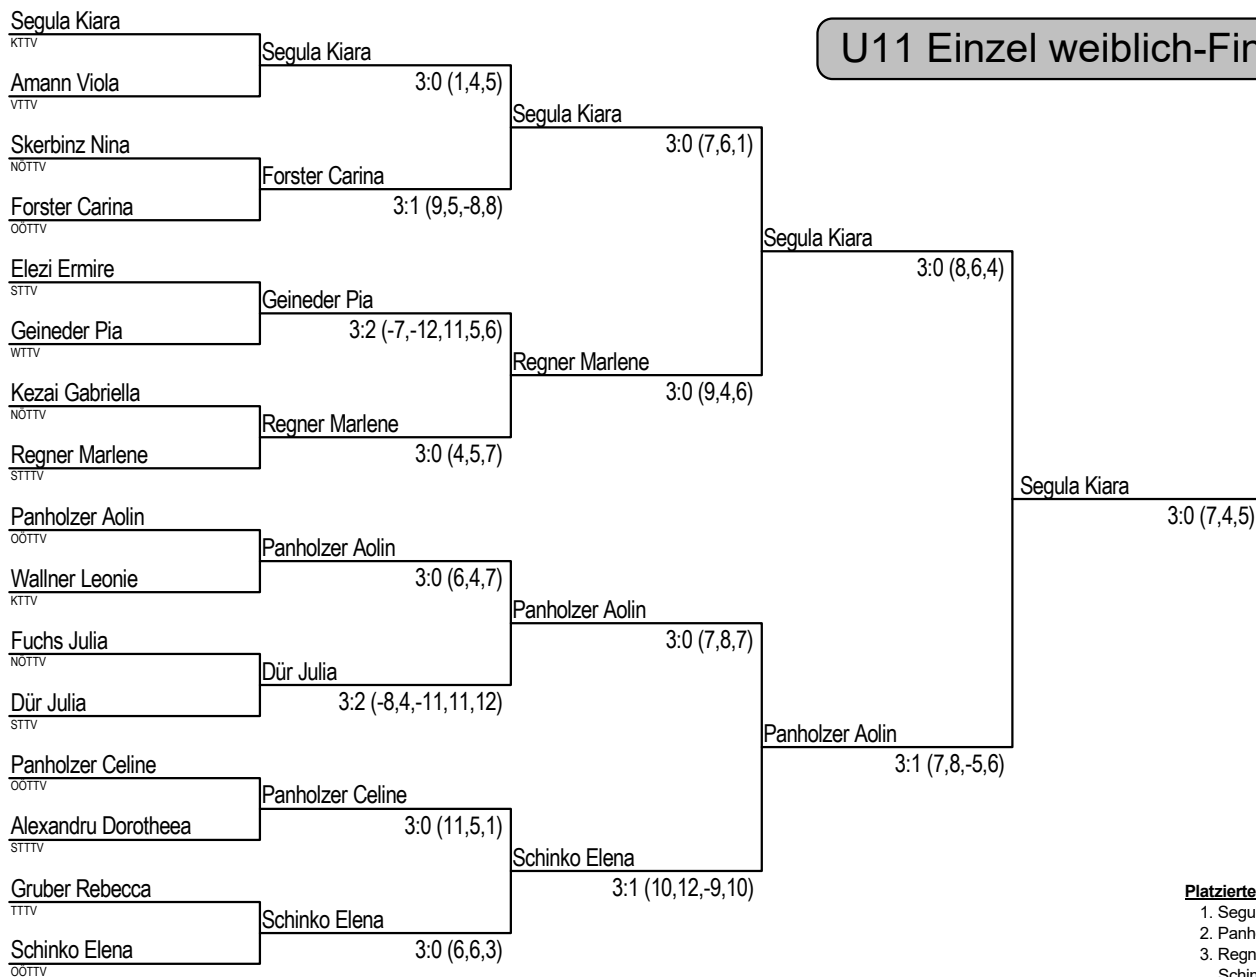 U11 Einzel weiblich-Fin
Segula Kiara
KTTV
Amann Viola
VTTV
Skerbinz Nina
NÖTTV
Forster Carina
OÖTTV
Elezi Ermire
STTV
Geineder Pia
WTTV
Kezai Gabriella
NÖTTV
Regner Marlene
STTTV
Panholzer Aolin
OÖTTV
Wallner Leonie
KTTV
Fuchs Julia
NÖTTV
Dür Julia
STTV
Panholzer Celine
OÖTTV
Alexandru Dorotheea
STTTV
Gruber Rebecca
TTTV
Schinko Elena
OÖTTV
Segula Kiara
3:0 (1,4,5)
Forster Carina
3:1 (9,5,-8,8)
Geineder Pia
3:2 (-7,-12,11,5,6)
Regner Marlene
3:0 (4,5,7)
Panholzer Aolin
3:0 (6,4,7)
Dür Julia
3:2 (-8,4,-11,11,12)
Panholzer Celine
3:0 (11,5,1)
Schinko Elena
3:0 (6,6,3)
Segula Kiara
3:0 (7,6,1)
Regner Marlene
3:0 (9,4,6)
Panholzer Aolin
3:0 (7,8,7)
Schinko Elena
3:1 (10,12,-9,10)
Segula Kiara
3:0 (8,6,4)
Panholzer Aolin
3:1 (7,8,-5,6)
Segula Kiara
3:0 (7,4,5)
Platzierte
1. Segu
2. Panh
3. Regn
Schin